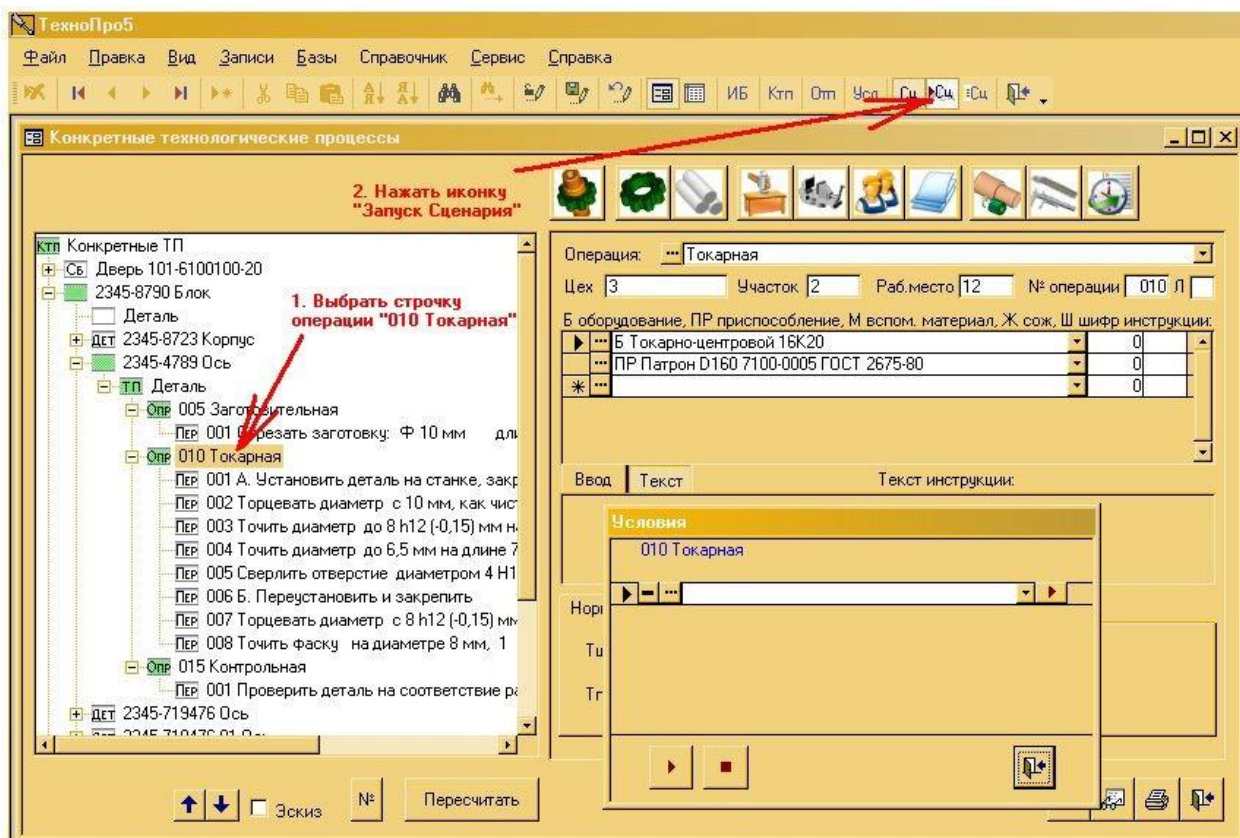 ТехноПро5
Файл Правка Вид Записи Базы Справочник Сервис Справка
ИБ Ктп Отп Усл Сц Сц Сц
Конкретные технологические процессы
2. Нажать иконку
"Запуск Сценария"
Ктп Конкретные ТП
СБ Дверь 101-6100100-20
2345-8790 Блок
Деталь
ДЕТ 2345-8723 Корпус
2345-4789 Ось
ТП Деталь
Опр 005 Заготовительная
ПЕР 001 Отрезать заготовку: Ф 10 мм
Опр 010 Токарная
ПЕР 001 А. Установить деталь на станке, закр
ПЕР 002 Торцевать диаметр с 10 мм, как чист
ПЕР 003 Точить диаметр до 8 h12 (-0,15) мм н
ПЕР 004 Точить диаметр до 6,5 мм на длине 7
ПЕР 005 Сверлить отверстие диаметром 4 Н1
ПЕР 006 Б. Переустановить и закрепить
ПЕР 007 Торцевать диаметр с 8 h12 (-0,15) мм
ПЕР 008 Точить фаску на диаметре 8 мм, 1
Опр 015 Контрольная
ПЕР 001 Проверить деталь на соответствие ра
ДЕТ 2345-719476 Ось
1. Выбрать строчку
операции "010 Токарная"
Эскиз № Пересчитать
Операция: Токарная
Цех 3 Участок 2 Раб.место 12 № операции 010 Л
Б оборудование, ПР приспособление, М вспом. материал, Ж сож, Ш шифр инструкции:
Б Токарно-центровой 16К20 0
ПР Патрон D160 7100-0005 ГОСТ 2675-80 0
0
Ввод Текст Текст инструкции:
Условия
010 Токарная
Нор